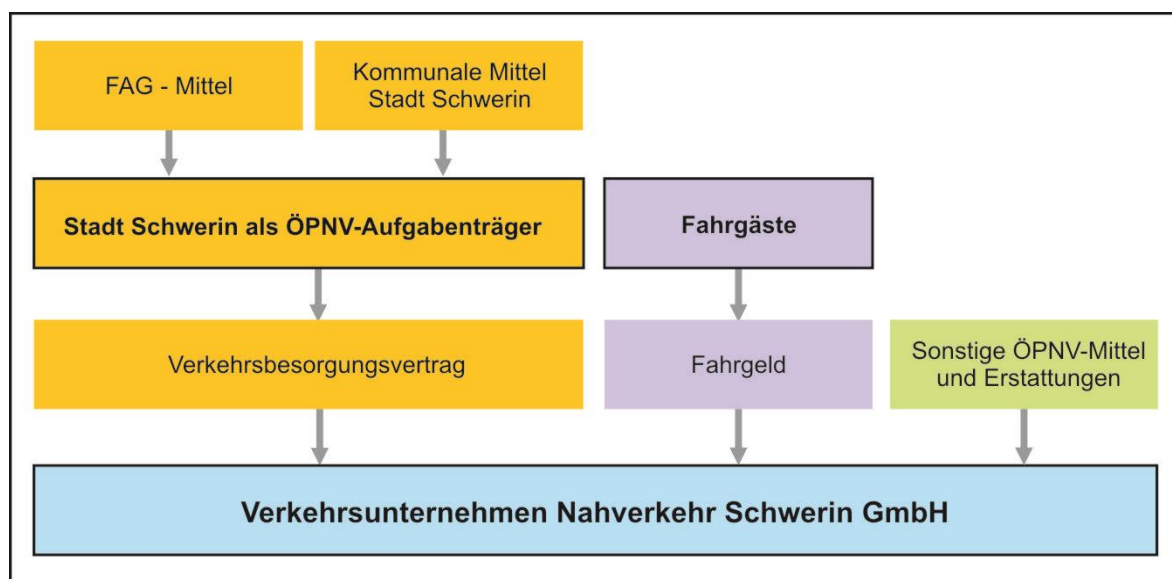 FAG - Mittel
Kommunale Mittel
Stadt Schwerin
Stadt Schwerin als ÖPNV-Aufgabenträger
Fahrgäste
Verkehrsbesorgungsvertrag
Fahrgeld
Sonstige ÖPNV-Mittel
und Erstattungen
Verkehrsunternehmen Nahverkehr Schwerin GmbH